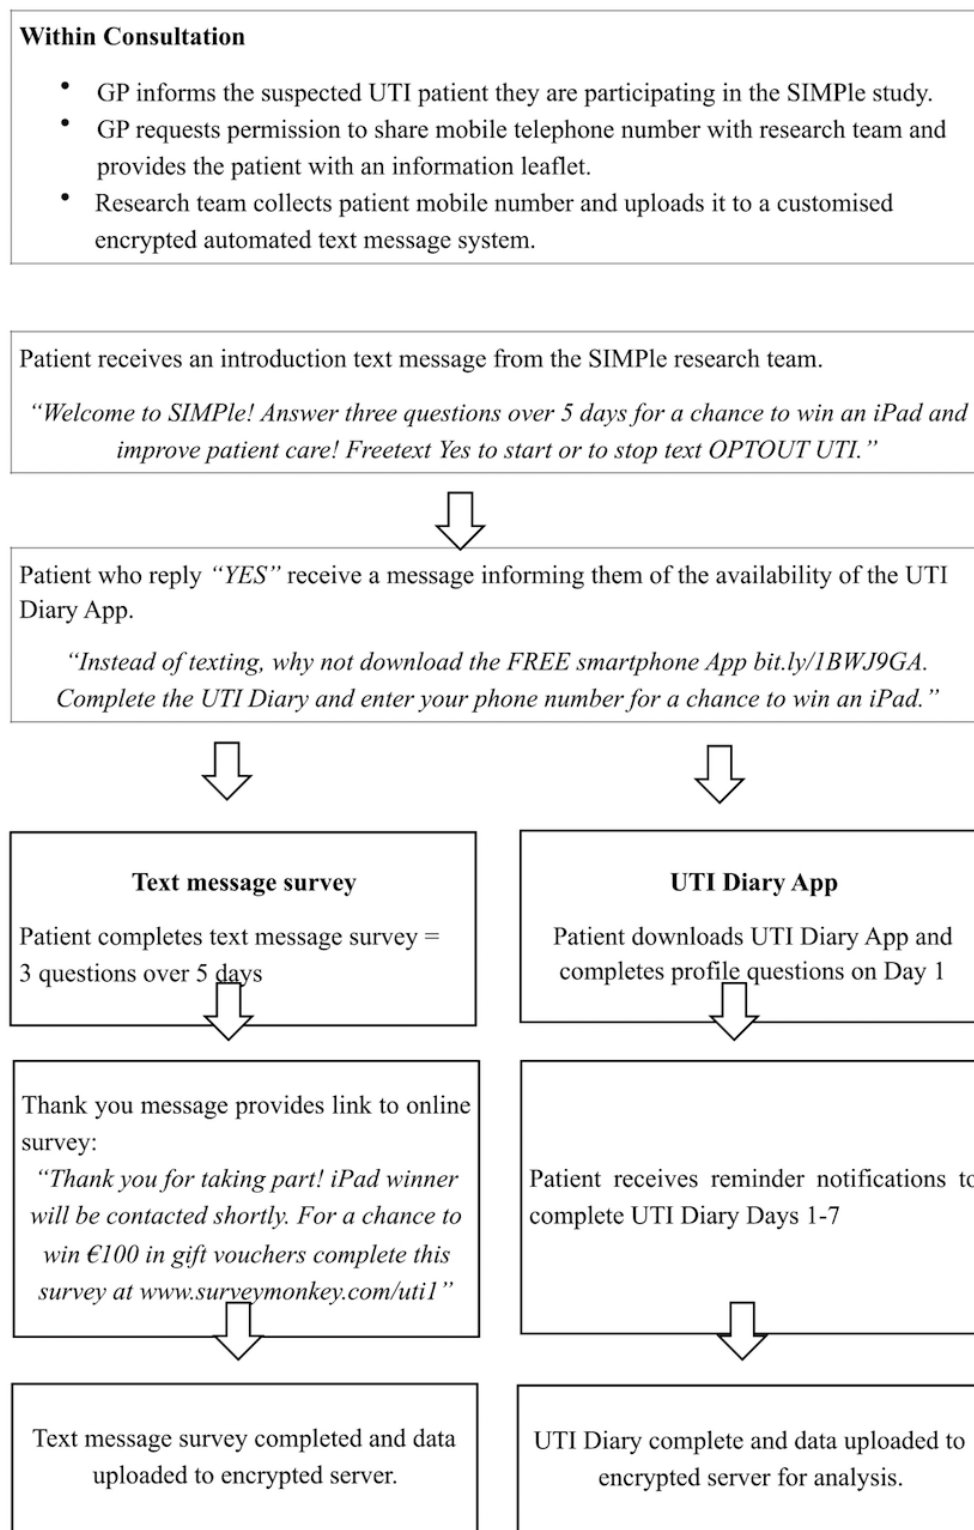 Within Consultation
• GP informs the suspected UTI patient they are participating in the SIMPle study.
• GP requests permission to share mobile telephone number with research team and
provides the patient with an information leaflet.
• Research team collects patient mobile number and uploads it to a customised
encrypted automated text message system.
Patient receives an introduction text message from the SIMPle research team.
“Welcome to SIMPle! Answer three questions over 5 days for a chance to win an iPad and
improve patient care! Freetext Yes to start or to stop text OPTOUT UTI.”
Patient who reply “YES” receive a message informing them of the availability of the UTI
Diary App.
“Instead of texting, why not download the FREE smartphone App bit.ly/1BWJ9GA.
Complete the UTI Diary and enter your phone number for a chance to win an iPad.”
Text message survey
Patient completes text message survey =
3 questions over 5 days
UTI Diary App
Patient downloads UTI Diary App and
completes profile questions on Day 1
Thank you message provides link to online
survey:
“Thank you for taking part! iPad winner
will be contacted shortly. For a chance to
win €100 in gift vouchers complete this
survey at www.surveymonkey.com/uti1”
Patient receives reminder notifications to
complete UTI Diary Days 1-7
Text message survey completed and data
uploaded to encrypted server.
UTI Diary complete and data uploaded to
encrypted server for analysis.